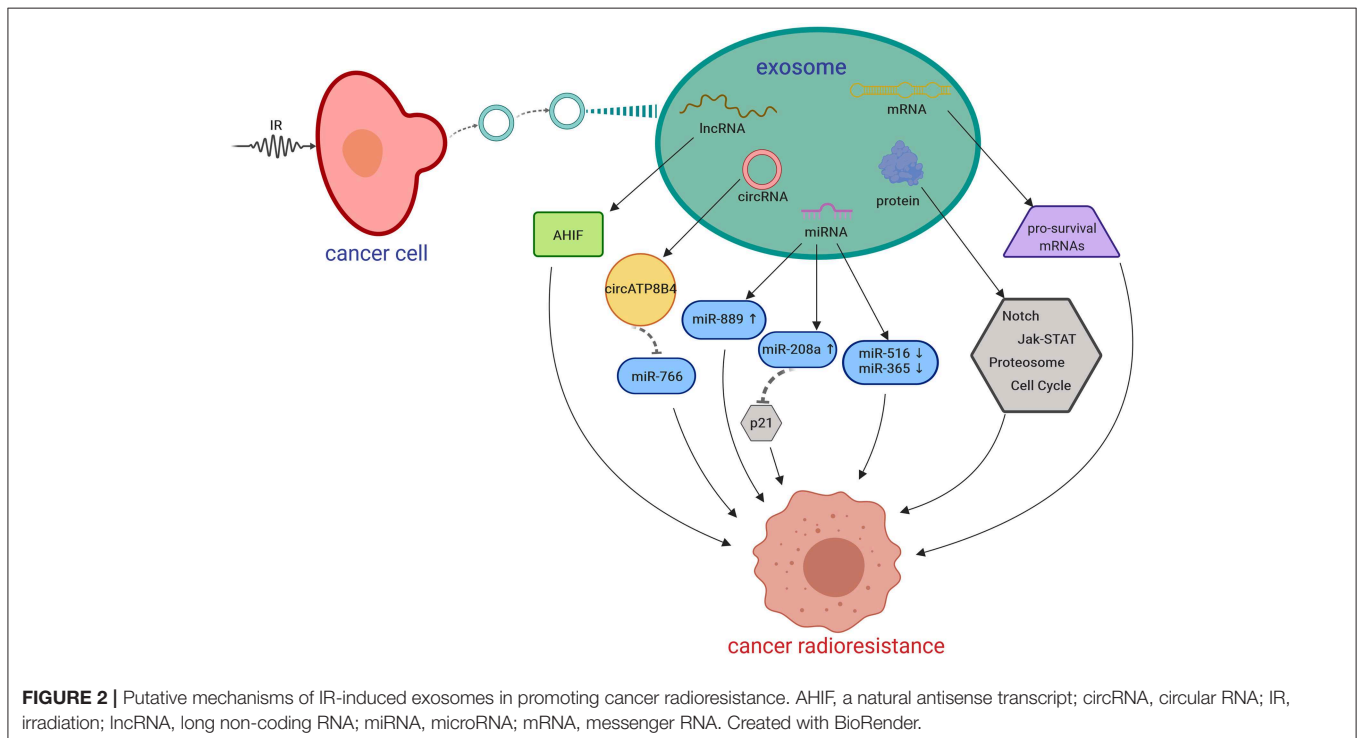 exosome
mRNA
lncRNA
IR
circRNA
protein
miRNA
cancer cell
AHIF
pro-survival
mRNAs
circATP8B4
miR-889 ↑
miR-208a ↑
miR-516 ↓
miR-365 ↓
Notch
Jak-STAT
Proteosome
Cell Cycle
miR-766
p21
cancer radioresistance
FIGURE 2 | Putative mechanisms of IR-induced exosomes in promoting cancer radioresistance. AHIF, a natural antisense transcript; circRNA, circular RNA; IR,
irradiation; lncRNA, long non-coding RNA; miRNA, microRNA; mRNA, messenger RNA. Created with BioRender.